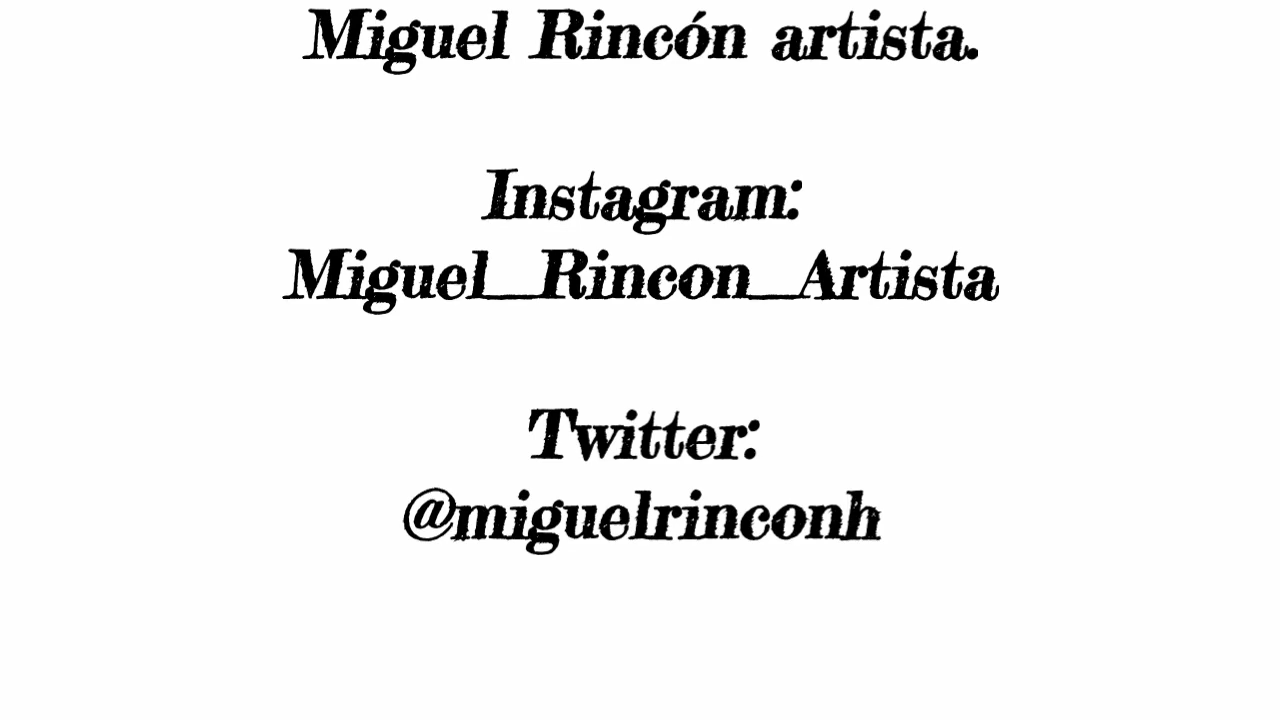 Miguel Rincón artista.
Instagram:
Miguel_Rincon_Artista
Twitter:
@miguelrinconh